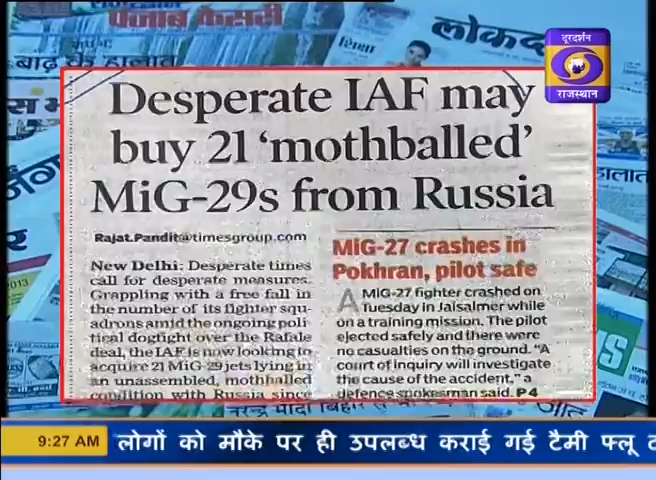 पंजाब केसरी
लोकद
बाढ़ के हालात
शिक्षा
दूरदर्शन
राजस्थान
Desperate IAF may
buy 21 ‘mothballed’
MiG-29s from Russia
Rajat.Pandit@timesgroup.com
New Delhi: Desperate times
call for desperate measures.
Grappling with a free fall in
the number of its fighter squ-
adrons amid the ongoing poli-
tical dogfight over the Rafale
deal, the IAF is now looking to
acquire 21 MiG-29 jets lying in
an unassembled, mothballed
condition with Russia since
MiG-27 crashes in
Pokhran, pilot safe
A MiG-27 fighter crashed on
Tuesday in Jaisalmer while
on a training mission. The pilot
ejected safely and there were
no casualties on the ground. “A
court of inquiry will investigate
the cause of the accident,” a
defence spokesman said. P4
9:27 AM
लोगों को मौके पर ही उपलब्ध कराई गई टैमी फ्लू